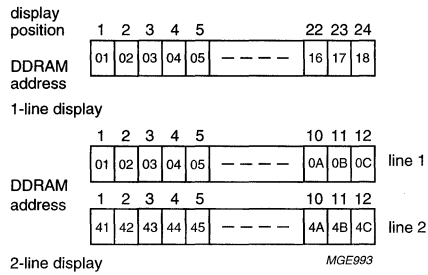 display
position 1 2 3 4 5 22 23 24
DDRAM
address 01 02 03 04 05 16 17 18
1-line display
1 2 3 4 5 10 11 12
01 02 03 04 05 0A 0B 0C line 1
DDRAM
address
1 2 3 4 5 10 11 12
41 42 43 44 45 4A 4B 4C line 2
2-line display
MGE993